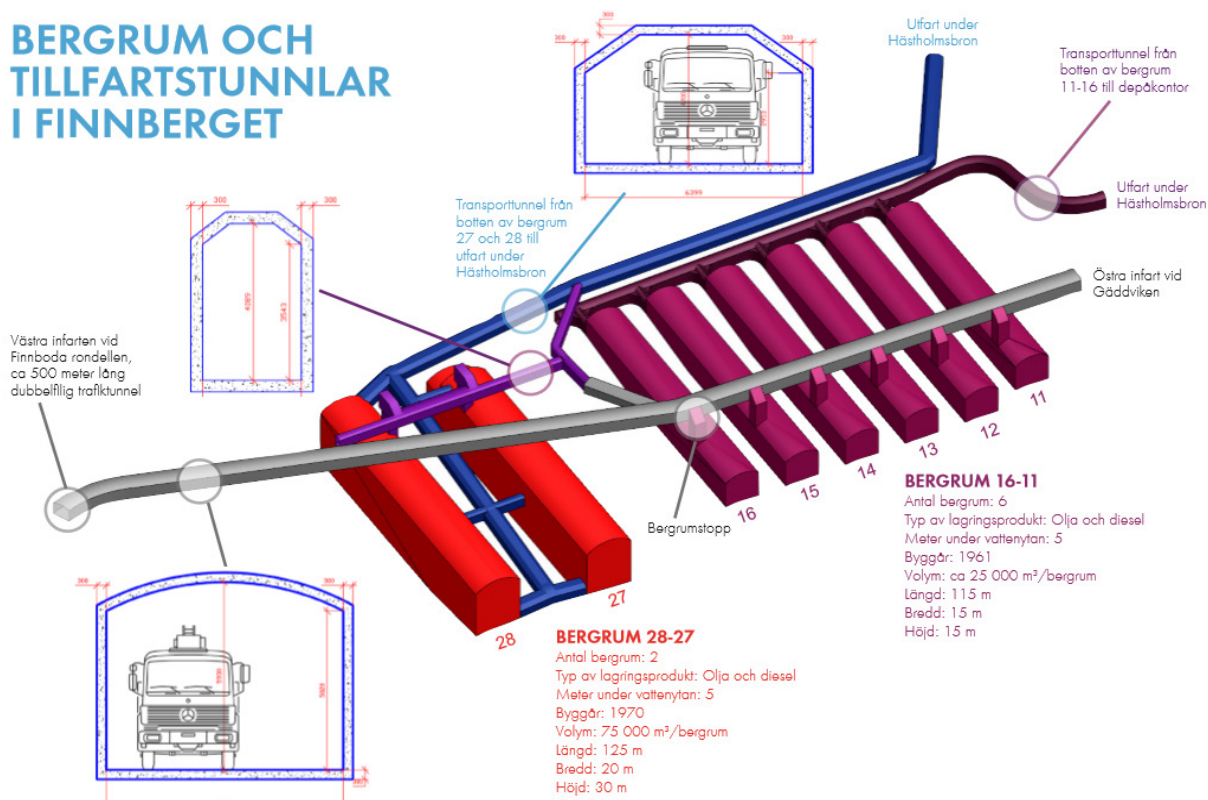 BERGRUM OCH
TILLFARTSTUNNLAR
I FINNBERGET
300
300
300
6399
Utfart under
Hästholmsbron
Transporttunnel från
botten av bergrum
11-16 till depåkontor
Utfart under
Hästholmsbron
Östra infart vid
Gäddviken
300
300
4389
3543
Transporttunnel från
botten av bergrum
27 och 28 till
utfart under
Hästholmsbron
Västra infarten vid
Finnboda rondellen,
ca 500 meter lång
dubbelfilig trafiktunnel
Bergrumstopp
11
12
13
14
15
16
27
28
BERGRUM 16-11
Antal bergrum: 6
Typ av lagringsprodukt: Olja och diesel
Meter under vattenytan: 5
Byggår: 1961
Volym: ca 25 000 m³/bergrum
Längd: 115 m
Bredd: 15 m
Höjd: 15 m
BERGRUM 28-27
Antal bergrum: 2
Typ av lagringsprodukt: Olja och diesel
Meter under vattenytan: 5
Byggår: 1970
Volym: 75 000 m³/bergrum
Längd: 125 m
Bredd: 20 m
Höjd: 30 m
300
300
300